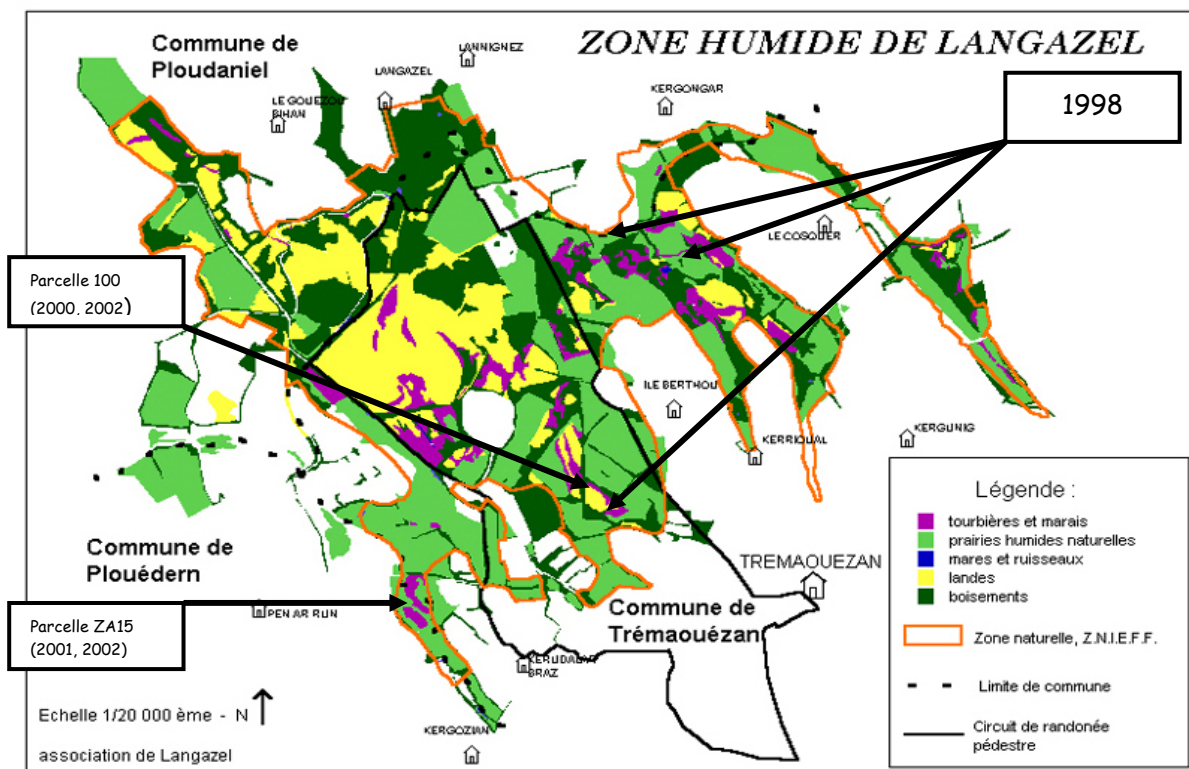 ZONE HUMIDE DE LANGAZEL
Commune de
Ploudaniel
LANNIGNEZ
LANGAZEL
LE GOUEZOU
BIHAN
KERGONGAR
1998
LE COSQUER
Parcelle 100
(2000, 2002)
ILE BERTHOU
KERRIOUAL
KERGUNIG
Commune de
Plouédern
TREMAOUEZAN
PEN AR RUN
Parcelle ZA15
(2001, 2002)
Commune de
Trémaouézan
BRAZ
KERGOZIAN
Echelle 1/20 000 ème - N
association de Langazel
Légende :
tourbières et marais
prairies humides naturelles
mares et ruisseaux
landes
boisements
Zone naturelle, Z.N.I.E.F.F.
Limite de commune
Circuit de randonée
pédestre